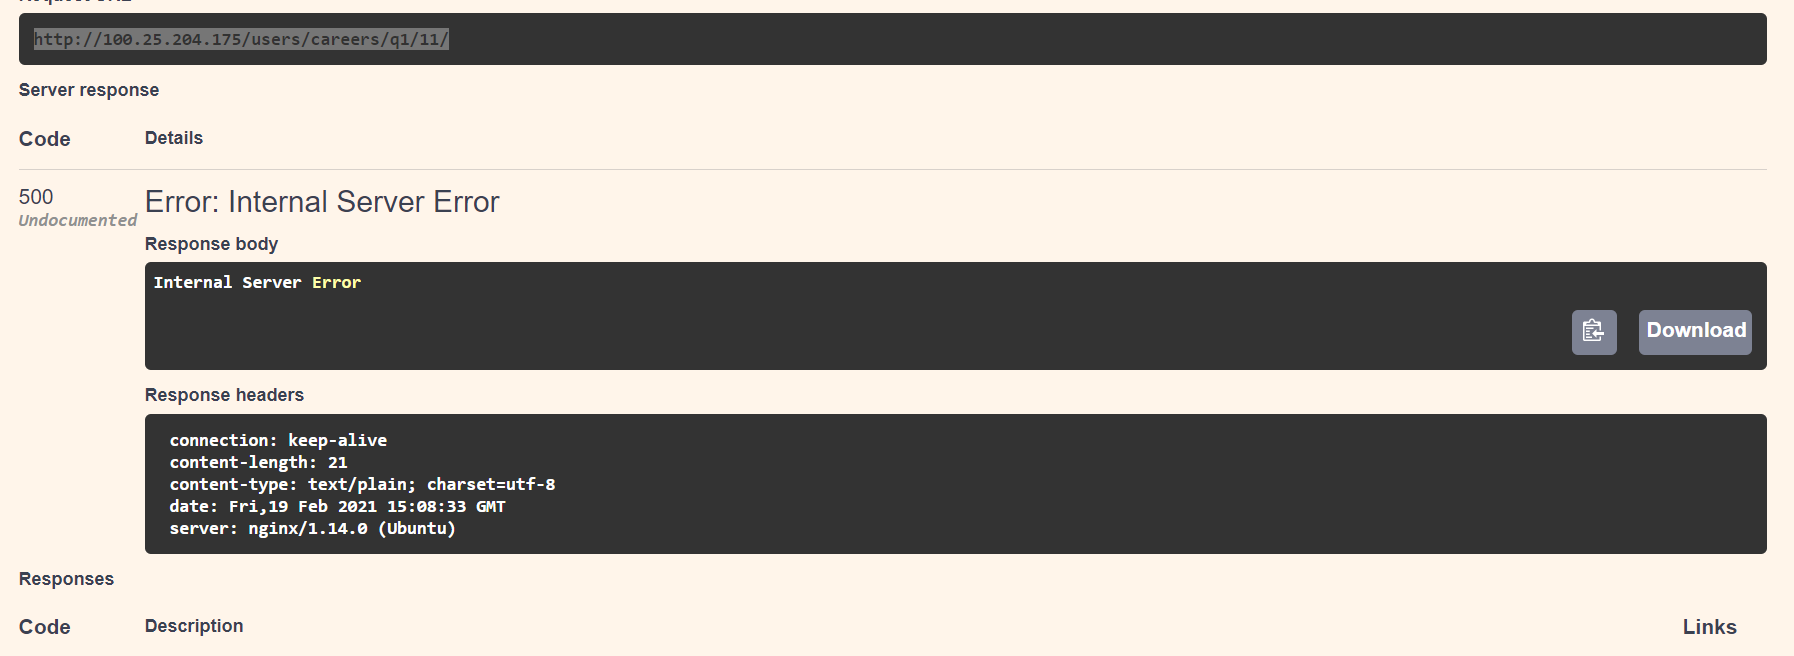 http://100.25.204.175/users/careers/q1/11/
Server response
Code Details
500 Error: Internal Server Error
Undocumented
Response body
Internal Server Error
Download
Response headers
connection: keep-alive
content-length: 21
content-type: text/plain; charset=utf-8
date: Fri,19 Feb 2021 15:08:33 GMT
server: nginx/1.14.0 (Ubuntu)
Responses
Code Description Links